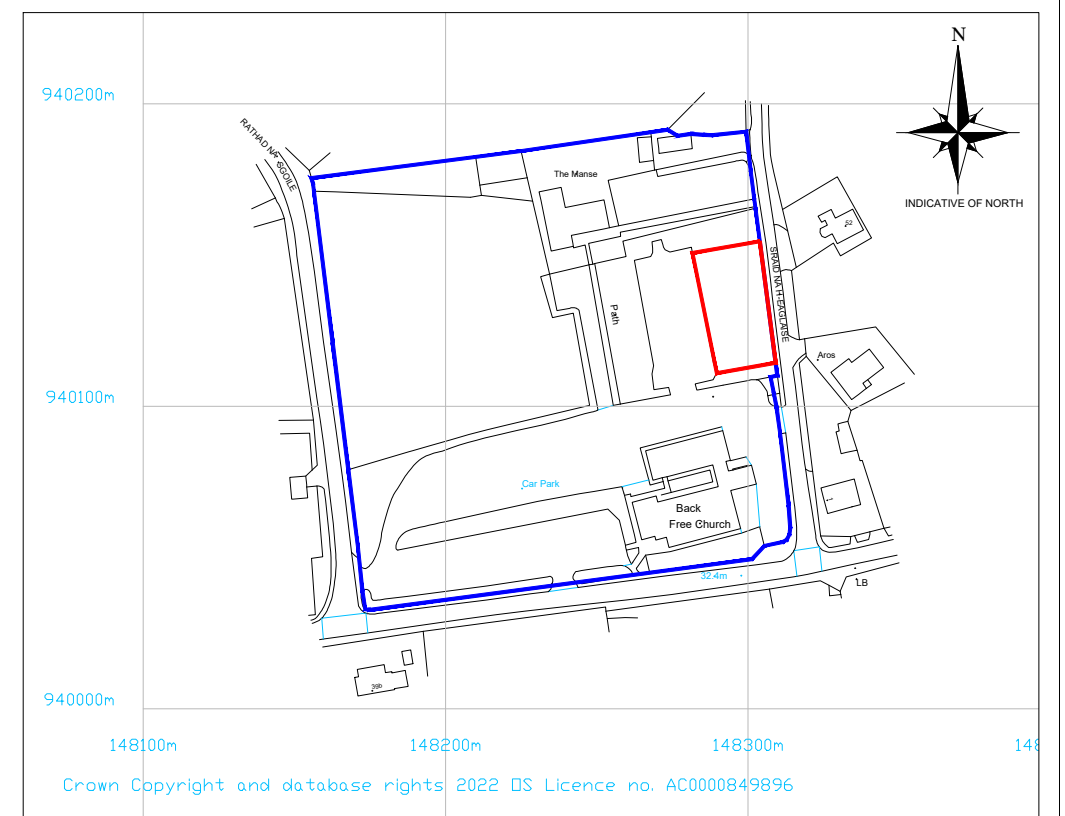 N
940200m
RATHAD NA SGOILE
The Manse
INDICATIVE OF NORTH
52
SRAID NA H-EAGLAISE
Path
Aros
940100m
Car Park
Back
Free Church
32.4m
LB
39b
940000m
148100m
148200m
148300m
148
Crown Copyright and database rights 2022 OS Licence no. AC0000849896